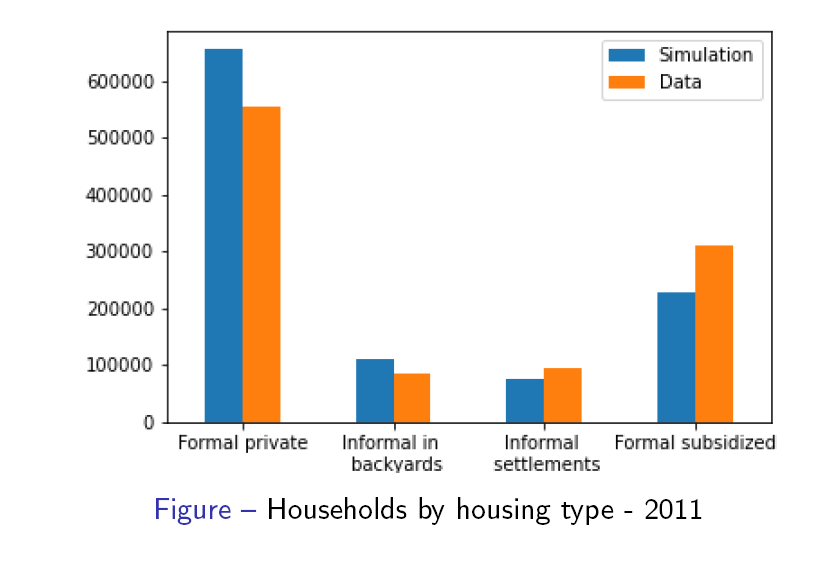 Simulation
Data
600000
500000
400000
300000
200000
100000
0
Formal private
Informal in
backyards
Informal
settlements
Formal subsidized
Figure – Households by housing type - 2011